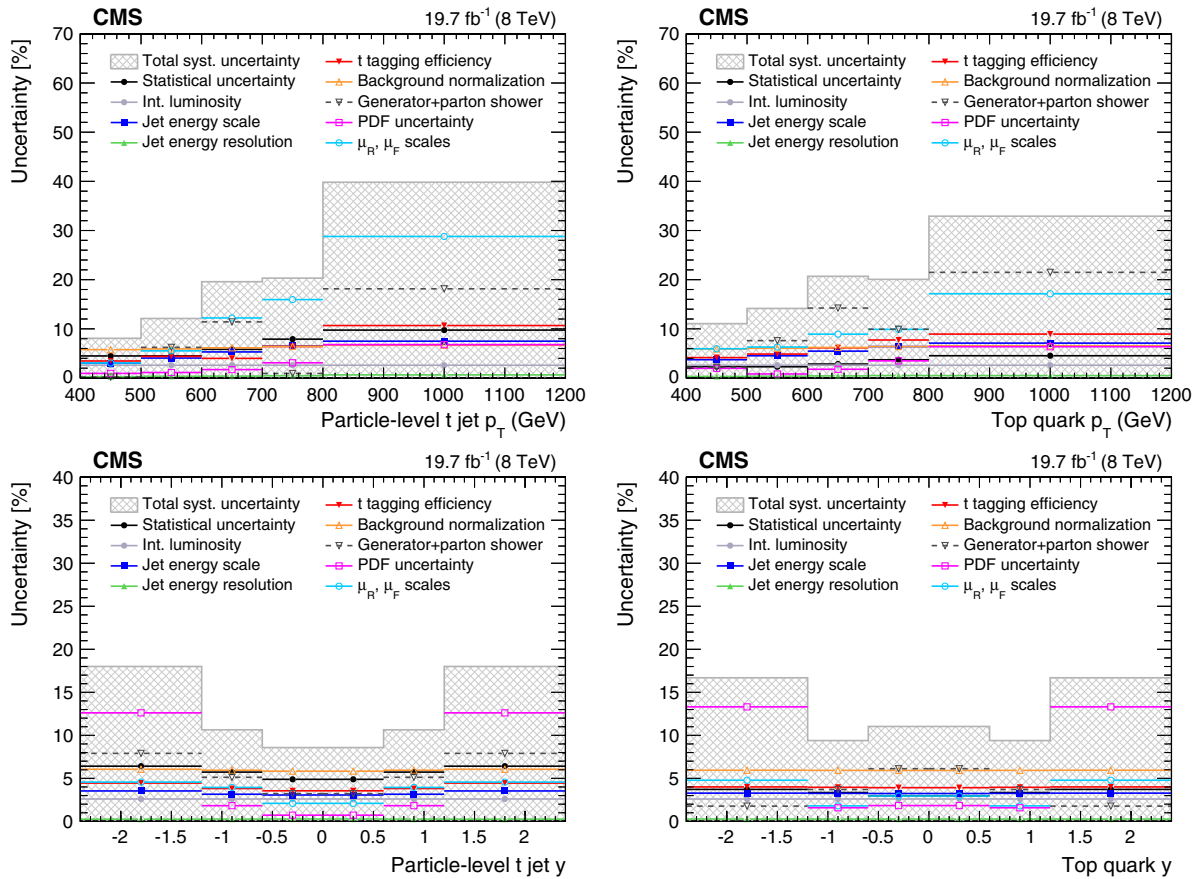 CMS 19.7 fb⁻¹ (8 TeV)
Uncertainty [%]
70
60
50
40
30
20
10
0
Total syst. uncertainty
Statistical uncertainty
Int. luminosity
Jet energy scale
Jet energy resolution
t tagging efficiency
Background normalization
Generator+parton shower
PDF uncertainty
μ_R, μ_F scales
400 500 600 700 800 900 1000 1100 1200
Particle-level t jet p_T (GeV)
CMS 19.7 fb⁻¹ (8 TeV)
Uncertainty [%]
70
60
50
40
30
20
10
0
Total syst. uncertainty
Statistical uncertainty
Int. luminosity
Jet energy scale
Jet energy resolution
t tagging efficiency
Background normalization
Generator+parton shower
PDF uncertainty
μ_R, μ_F scales
400 500 600 700 800 900 1000 1100 1200
Top quark p_T (GeV)
CMS 19.7 fb⁻¹ (8 TeV)
Uncertainty [%]
40
35
30
25
20
15
10
5
0
Total syst. uncertainty
Statistical uncertainty
Int. luminosity
Jet energy scale
Jet energy resolution
t tagging efficiency
Background normalization
Generator+parton shower
PDF uncertainty
μ_R, μ_F scales
-2 -1.5 -1 -0.5 0 0.5 1 1.5 2
Particle-level t jet y
CMS 19.7 fb⁻¹ (8 TeV)
Uncertainty [%]
40
35
30
25
20
15
10
5
0
Total syst. uncertainty
Statistical uncertainty
Int. luminosity
Jet energy scale
Jet energy resolution
t tagging efficiency
Background normalization
Generator+parton shower
PDF uncertainty
μ_R, μ_F scales
-2 -1.5 -1 -0.5 0 0.5 1 1.5 2
Top quark y